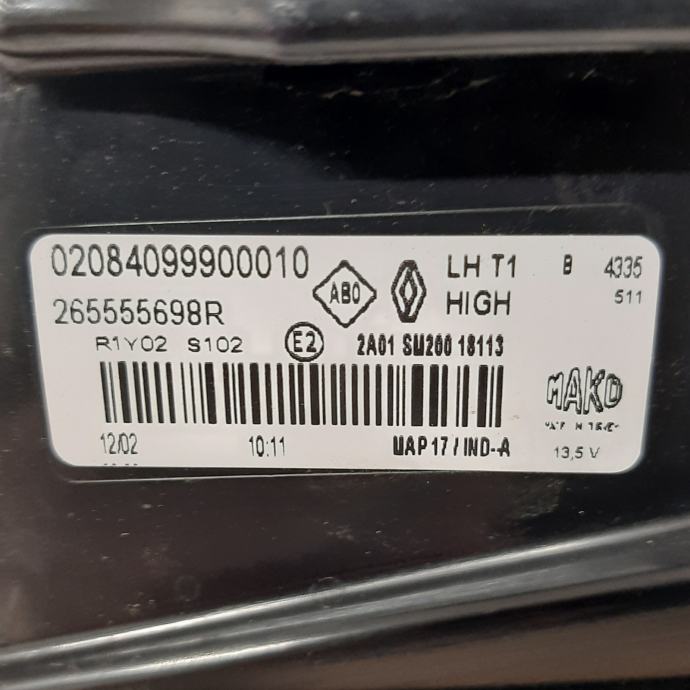 02084099900010
ABO
LH T1
B
4335
265555698R
HIGH
511
R1Y02 S102
E2
2A01 SM200 18113
MAKO
12/02
10:11
MAP 17 / IND-A
13,5 V